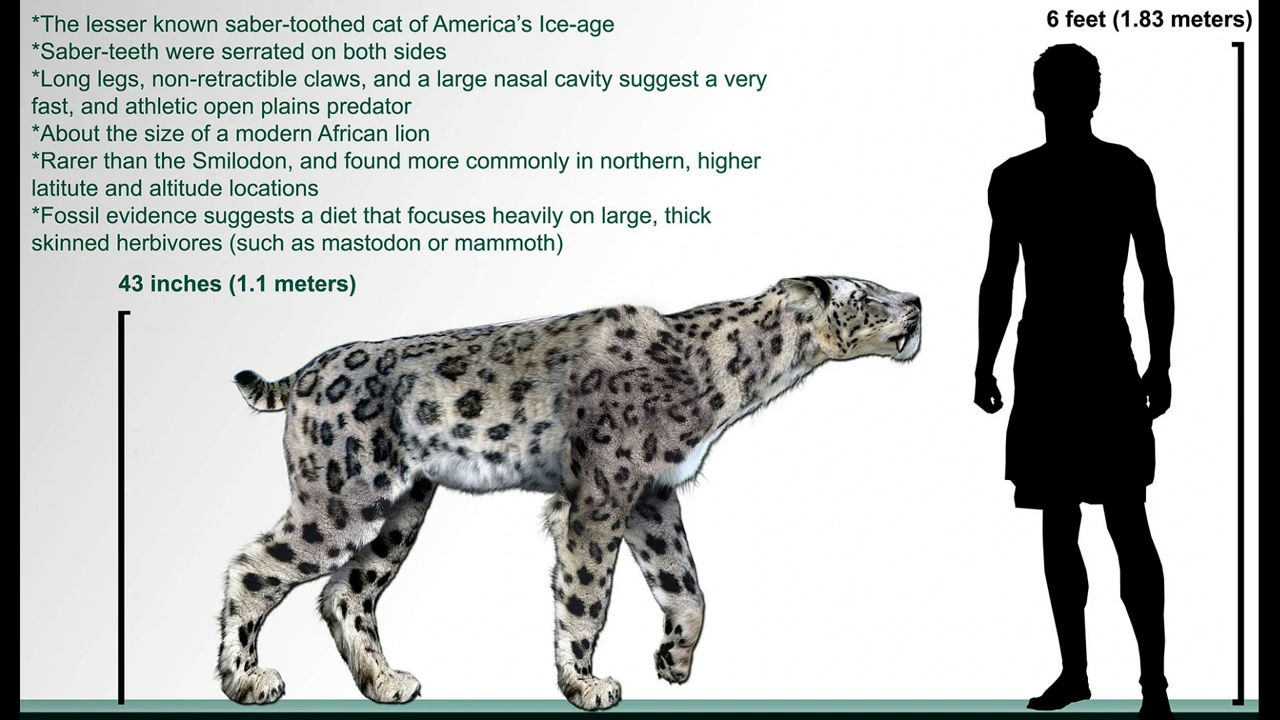 *The lesser known saber-toothed cat of America's Ice-age
*Saber-teeth were serrated on both sides
*Long legs, non-retractible claws, and a large nasal cavity suggest a very
fast, and athletic open plains predator
*About the size of a modern African lion
*Rarer than the Smilodon, and found more commonly in northern, higher
latitute and altitude locations
*Fossil evidence suggests a diet that focuses heavily on large, thick
skinned herbivores (such as mastodon or mammoth)
43 inches (1.1 meters)
6 feet (1.83 meters)